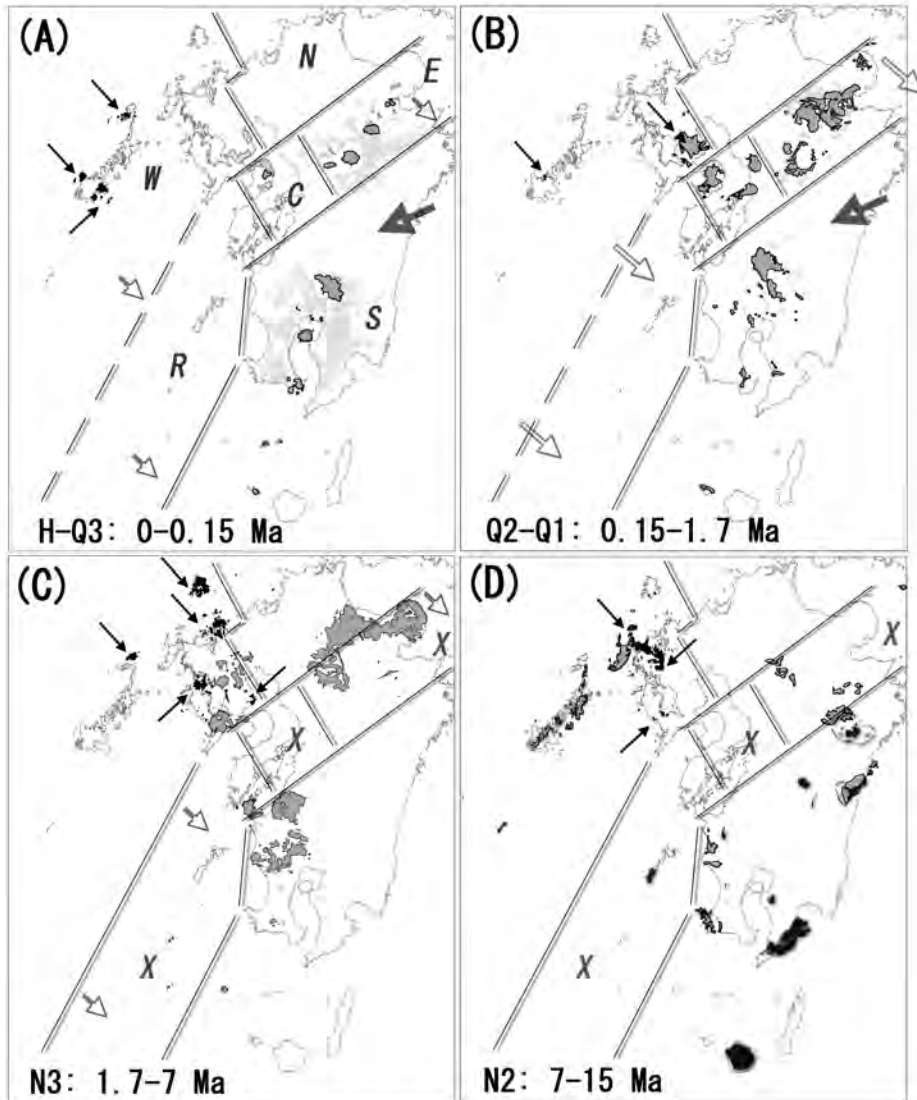 (A)
N
E
W
C
S
R
H-Q3: 0-0.15 Ma
(B)
Q2-Q1: 0.15-1.7 Ma
(C)
X
X
X
N3: 1.7-7 Ma
(D)
X
X
X
N2: 7-15 Ma